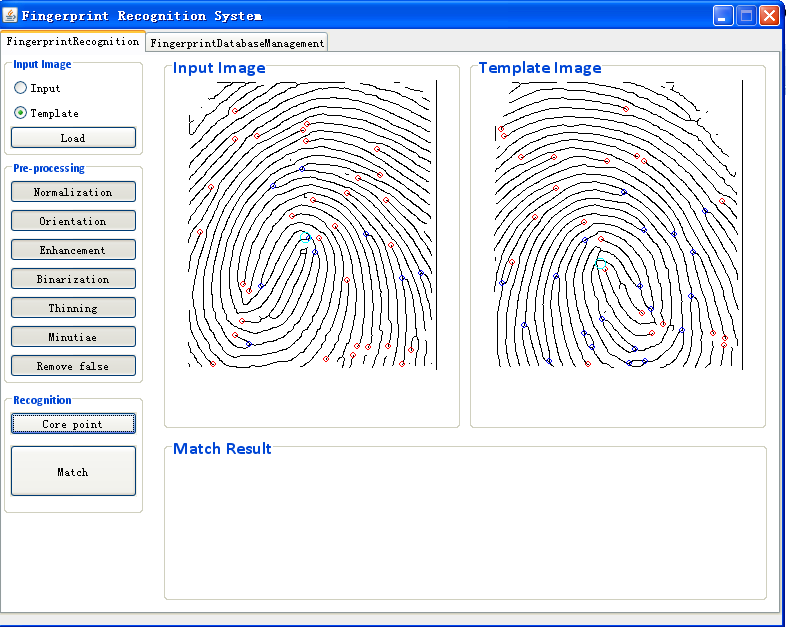 Fingerprint Recognition System
FingerprintRecognition
FingerprintDatabaseManagement
Input Image
Input
Template
Load
Pre-processing
Normalization
Orientation
Enhancement
Binarization
Thinning
Minutiae
Remove false
Recognition
Core point
Match
Input Image
Template Image
Match Result